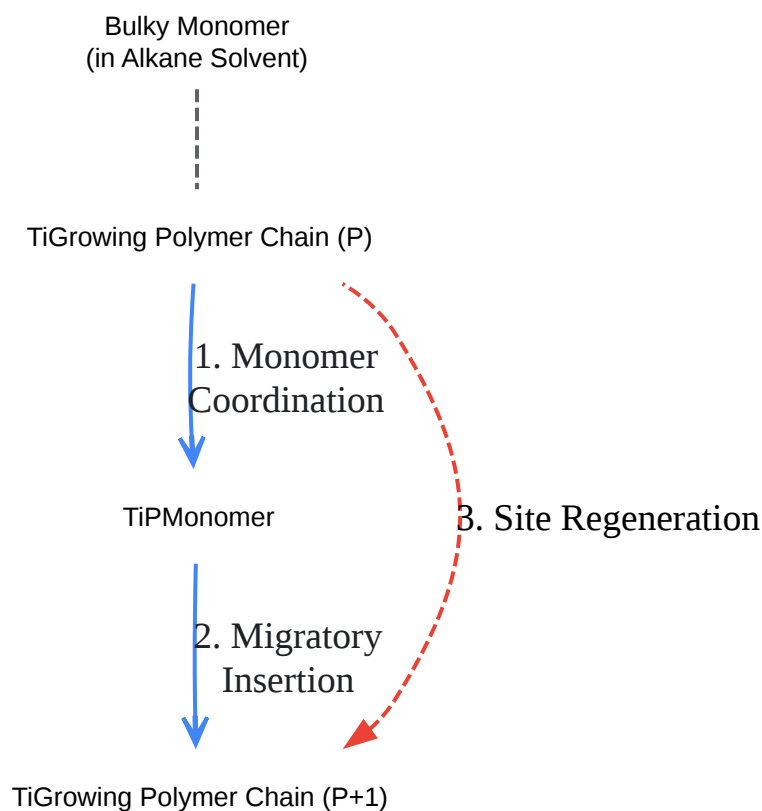 Bulky Monomer
(in Alkane Solvent)
TiGrowing Polymer Chain (P)
1. Monomer
Coordination
TiPMonomer
3. Site Regeneration
2. Migratory
Insertion
TiGrowing Polymer Chain (P+1)